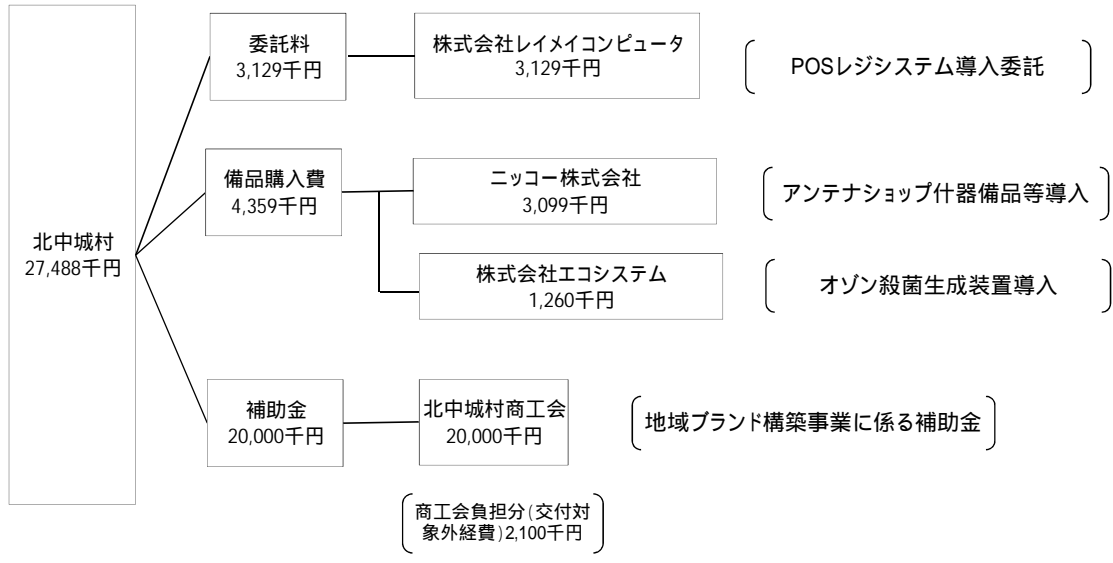 北中城村
27,488千円
委託料
3,129千円
株式会社レイメイコンピュータ
3,129千円
POSレジシステム導入委託
備品購入費
4,359千円
ニッコー株式会社
3,099千円
アンテナショップ什器備品等導入
株式会社エコシステム
1,260千円
オゾン殺菌生成装置導入
補助金
20,000千円
北中城村商工会
20,000千円
地域ブランド構築事業に係る補助金
商工会負担分(交付対
象外経費)2,100千円